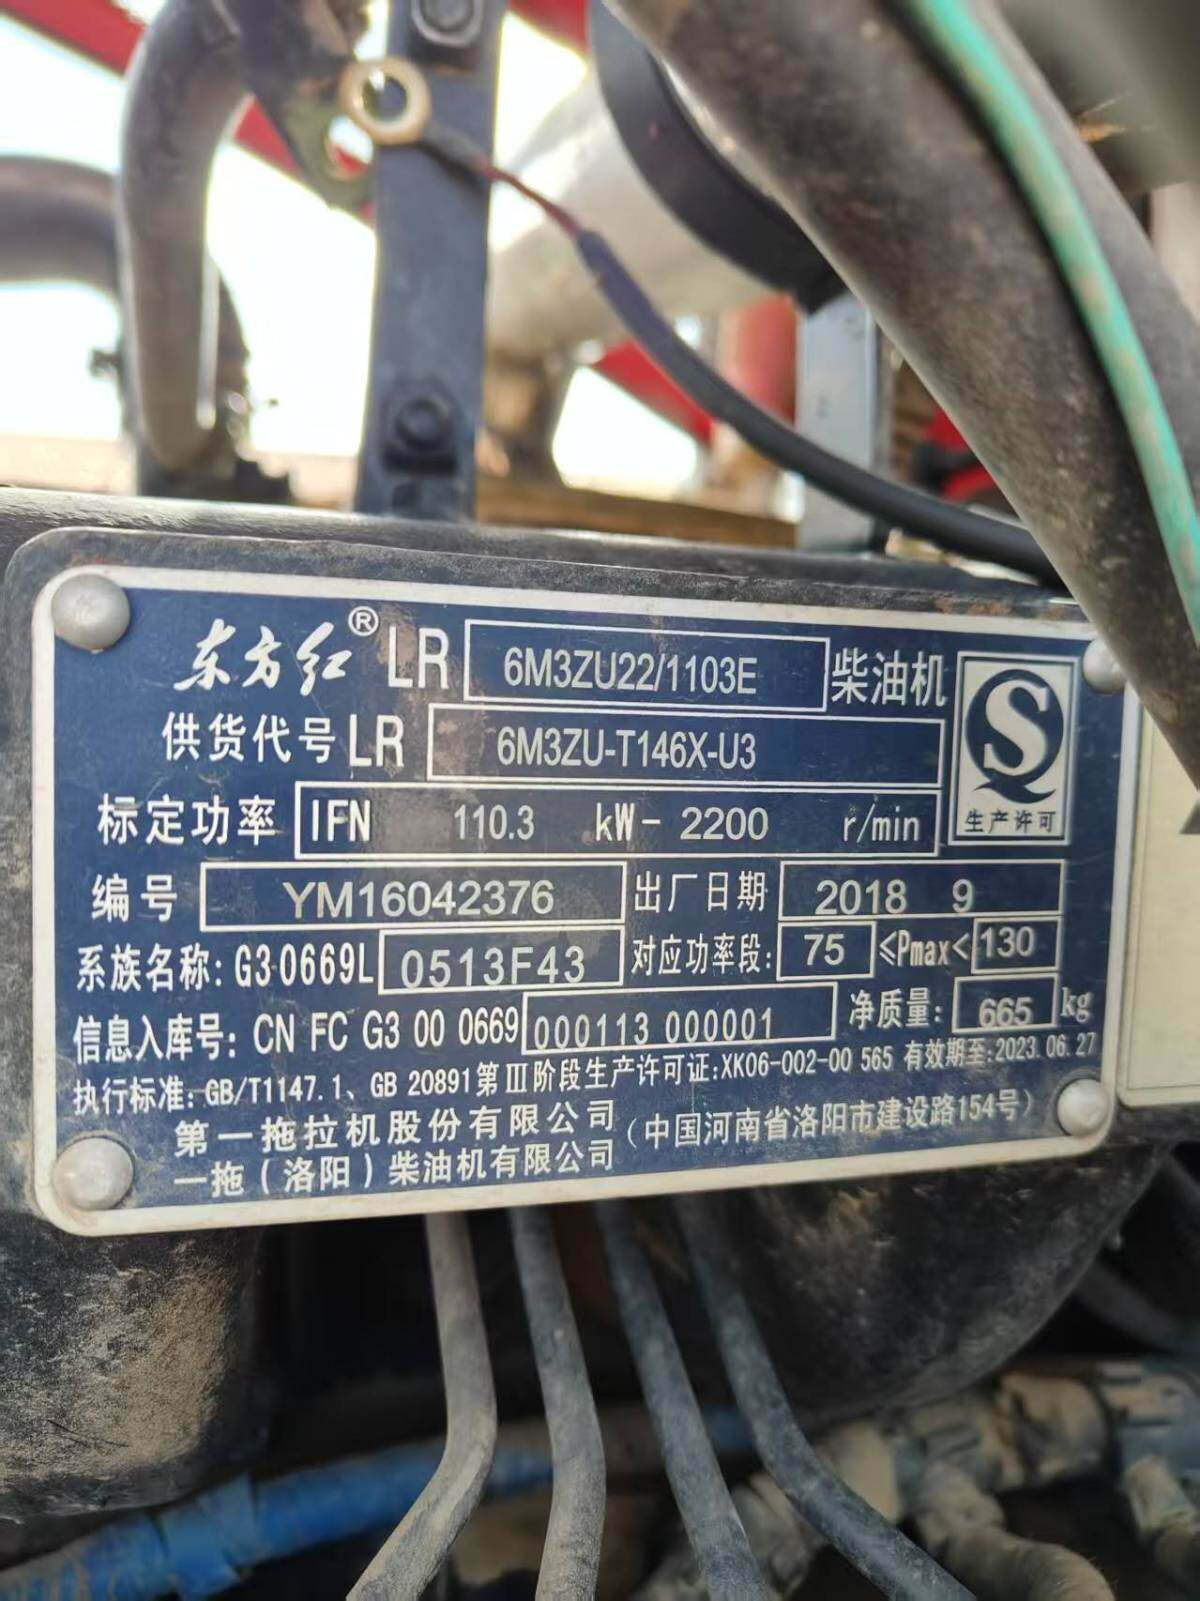 东方红® LR 6M3ZU22/1103E 柴油机
供货代号 LR 6M3ZU-T146X-U3
标定功率 IFN 110.3 kW- 2200 r/min
S
生产许可
编号 YM16042376 出厂日期 2018 9
系族名称: G3 0669L 0513F43 对应功率段: 75 ≤Pmax< 130
信息入库号: CN FC G3 00 0669 000113 000001 净质量: 665 kg
执行标准: GB/T1147.1、GB 20891第Ⅲ阶段生产许可证:XK06-002-00 565 有效期至:2023.06.27
第一拖拉机股份有限公司
一拖(洛阳)柴油机有限公司 (中国河南省洛阳市建设路154号)